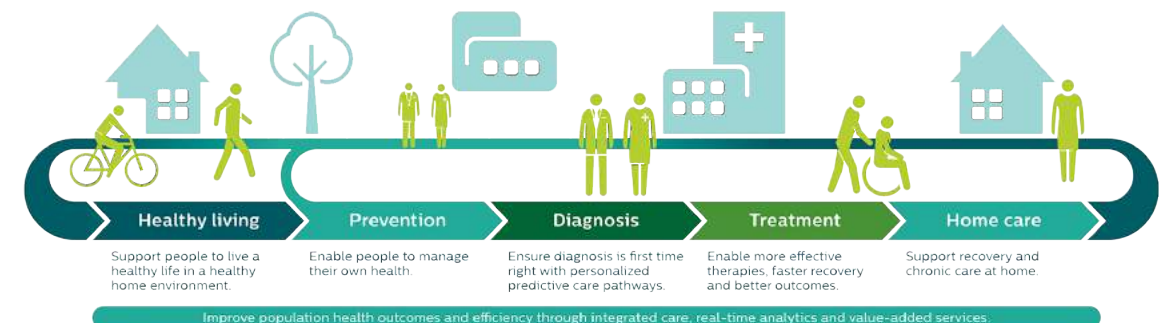 Healthy living
Prevention
Diagnosis
Treatment
Home care
Support people to live a
healthy life in a healthy
home environment.
Enable people to manage
their own health.
Ensure diagnosis is first time
right with personalized
predictive care pathways.
Enable more effective
therapies, faster recovery
and better outcomes.
Support recovery and
chronic care at home.
Improve population health outcomes and efficiency through integrated care, real-time analytics and value-added services.